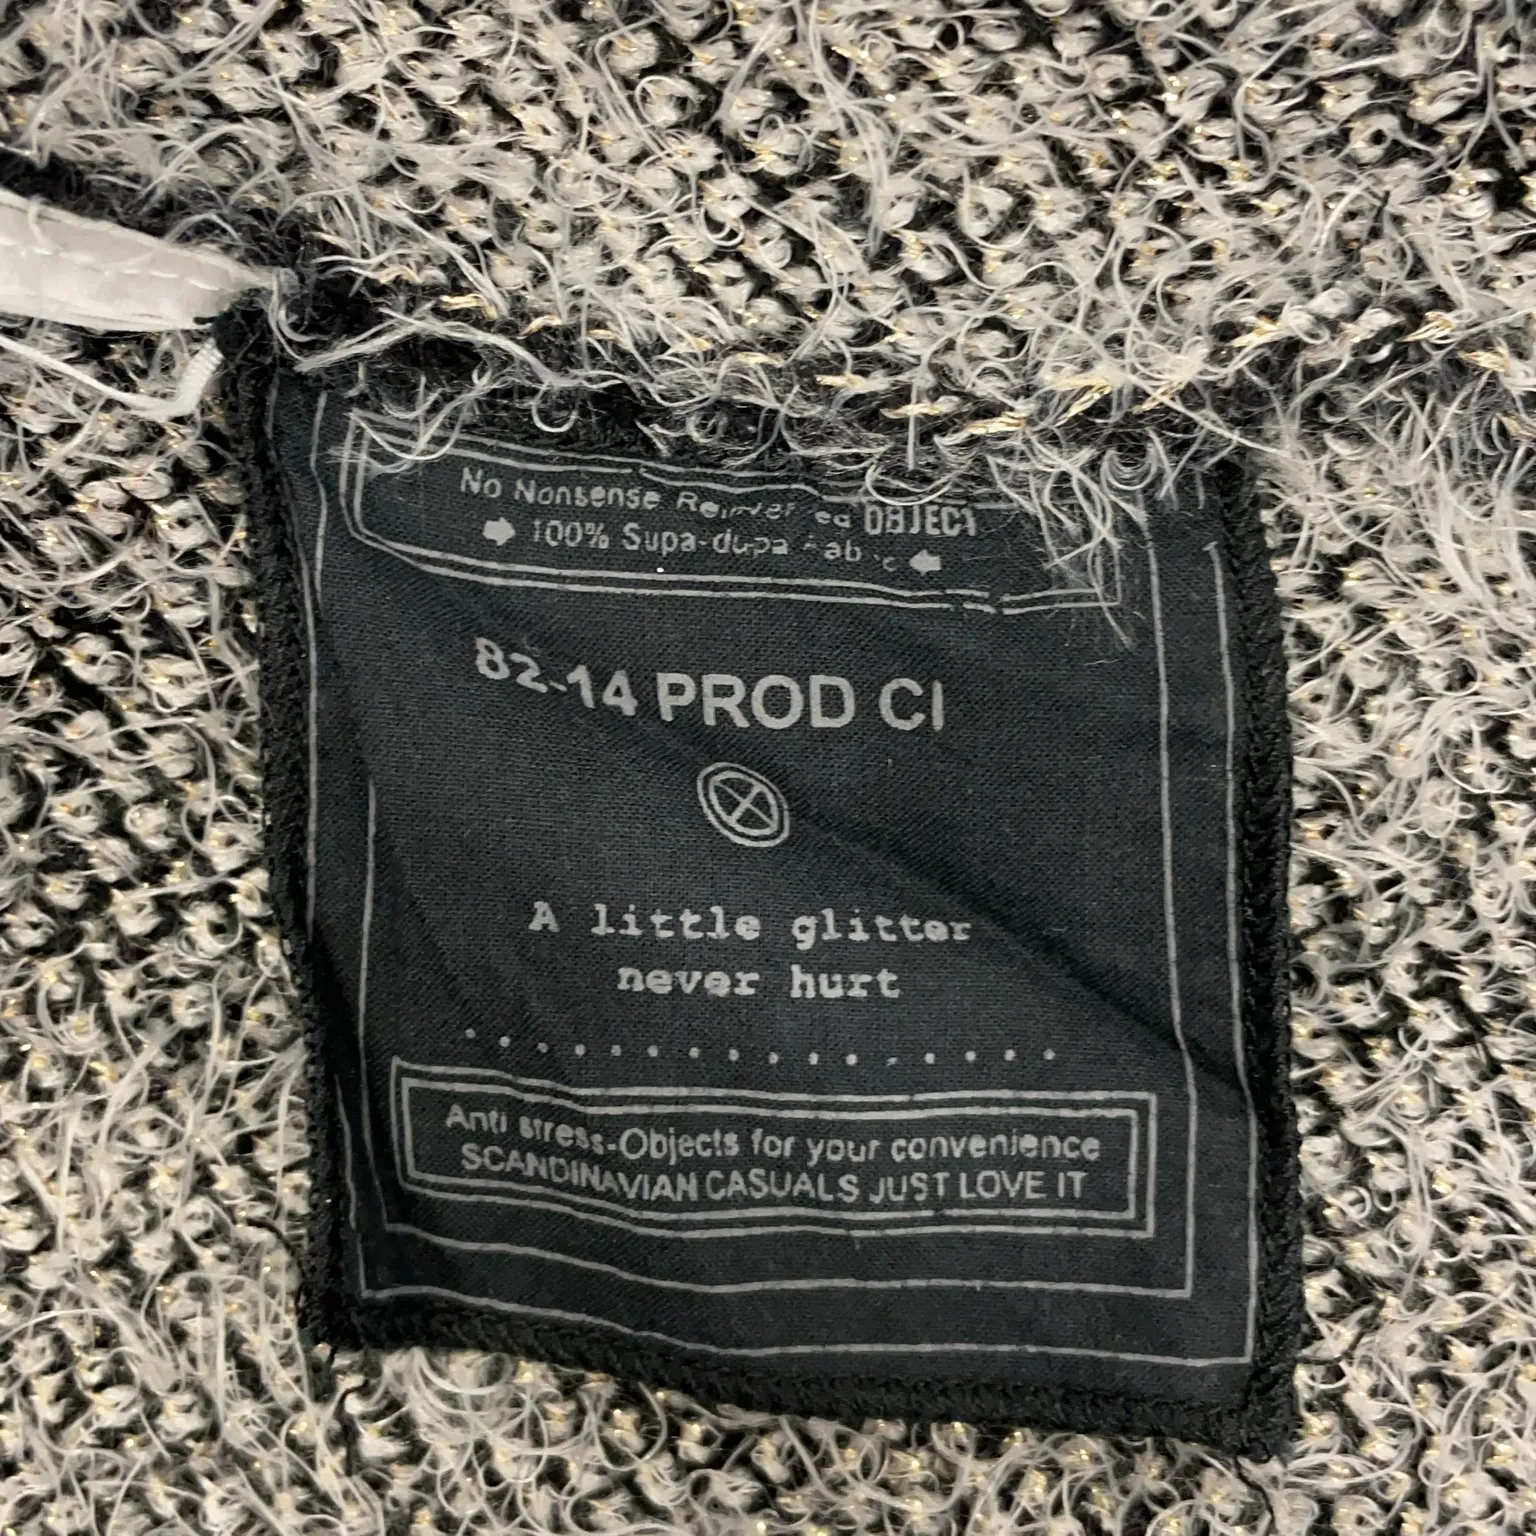 No Nonsense OBJECT
100% Supa-dupa
82-14 PROD CI
A little glitter
never hurt
Anti stress-Objects for your convenience
SCANDINAVIAN CASUALS JUST LOVE IT